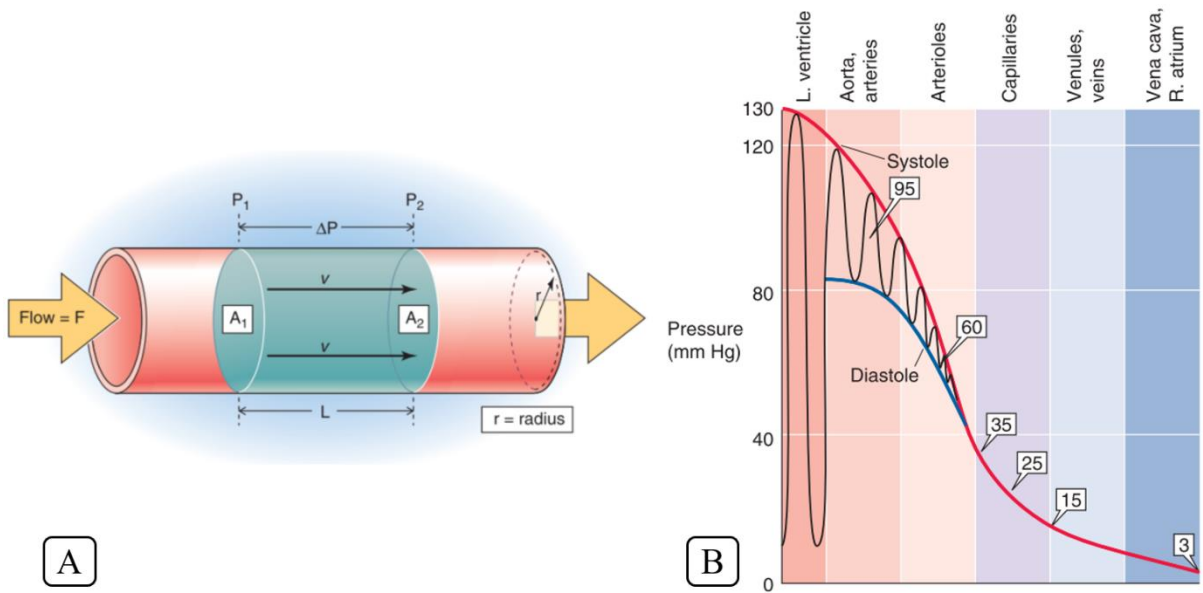 P1
P2
ΔP
v
Flow = F
A1
A2
r
v
L
r = radius
A
L. ventricle
Aorta,
arteries
Arterioles
Capillaries
Venules,
veins
Vena cava,
R. atrium
130
120
Systole
95
80
Pressure
(mm Hg)
60
Diastole
40
35
25
15
3
0
B